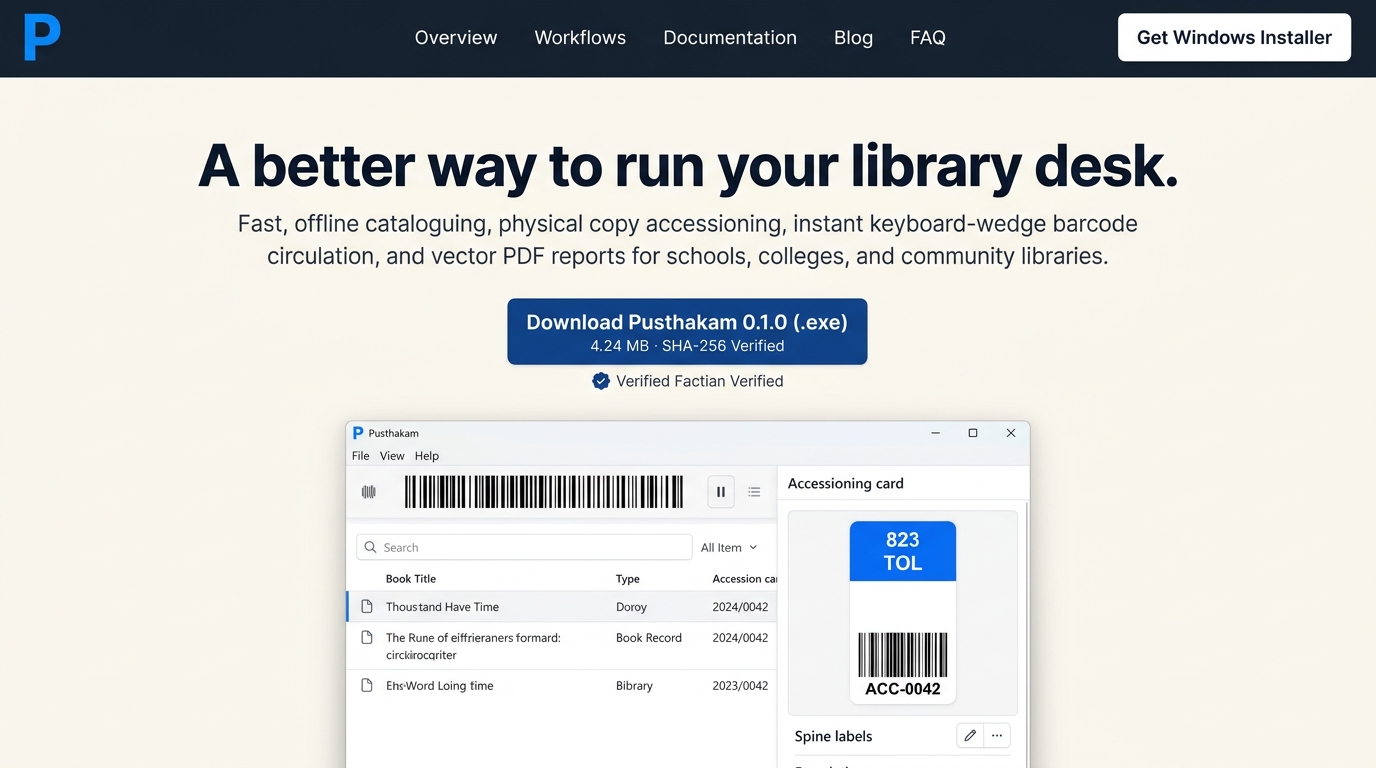 P
Overview
Workflows
Documentation
Blog
FAQ
Get Windows Installer
A better way to run your library desk.
Fast, offline cataloguing, physical copy accessioning, instant keyboard-wedge barcode
circulation, and vector PDF reports for schools, colleges, and community libraries.
Download Pusthakam 0.1.0 (.exe)
4.24 MB · SHA-256 Verified
Verified Factian Verified
P Pusthakam
File View Help
Search
All Item
Book Title Type Accession ca
Thoustand Have Time Doroy 2024/0042
The Rune of eiffrieraners formard: Book Record 2024/0042
circkirocqriter
Ehs-Word Loing time Bibrary 2023/0042
Accessioning card
823
TOL
ACC-0042
Spine labels